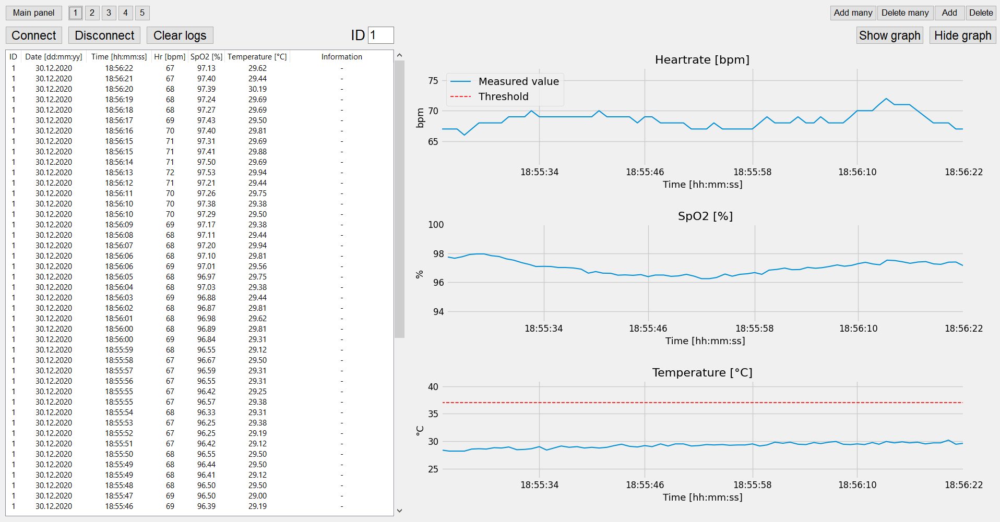 Main panel 1 2 3 4 5 Add many Delete many Add Delete
Connect Disconnect Clear logs ID 1 Show graph Hide graph
ID Date [dd:mm:yy] Time [hh:mm:ss] Hr [bpm] SpO2 [%] Temperature [°C] Information
1 30.12.2020 18:56:22 67 97.13 29.62 -
1 30.12.2020 18:56:21 67 97.40 29.44 -
1 30.12.2020 18:56:20 68 97.39 30.19 -
1 30.12.2020 18:56:19 68 97.24 29.69 -
1 30.12.2020 18:56:18 68 97.27 29.69 -
1 30.12.2020 18:56:17 69 97.43 29.50 -
1 30.12.2020 18:56:16 70 97.40 29.81 -
1 30.12.2020 18:56:15 71 97.31 29.69 -
1 30.12.2020 18:56:15 71 97.41 29.88 -
1 30.12.2020 18:56:14 71 97.50 29.69 -
1 30.12.2020 18:56:13 72 97.53 29.94 -
1 30.12.2020 18:56:12 71 97.21 29.44 -
1 30.12.2020 18:56:11 70 97.26 29.75 -
1 30.12.2020 18:56:10 70 97.38 29.38 -
1 30.12.2020 18:56:10 70 97.29 29.50 -
1 30.12.2020 18:56:09 69 97.17 29.38 -
1 30.12.2020 18:56:08 68 97.11 29.44 -
1 30.12.2020 18:56:07 68 97.20 29.94 -
1 30.12.2020 18:56:06 68 97.10 29.81 -
1 30.12.2020 18:56:06 69 97.01 29.56 -
1 30.12.2020 18:56:05 68 96.97 29.75 -
1 30.12.2020 18:56:04 68 97.03 29.38 -
1 30.12.2020 18:56:03 69 96.88 29.44 -
1 30.12.2020 18:56:02 68 96.87 29.81 -
1 30.12.2020 18:56:01 68 96.98 29.62 -
1 30.12.2020 18:56:00 68 96.89 29.81 -
1 30.12.2020 18:56:00 69 96.84 29.31 -
1 30.12.2020 18:55:59 68 96.55 29.12 -
1 30.12.2020 18:55:58 67 96.67 29.50 -
1 30.12.2020 18:55:57 67 96.59 29.31 -
1 30.12.2020 18:55:56 67 96.55 29.31 -
1 30.12.2020 18:55:55 67 96.42 29.25 -
1 30.12.2020 18:55:55 67 96.57 29.38 -
1 30.12.2020 18:55:54 68 96.33 29.31 -
1 30.12.2020 18:55:53 67 96.25 29.38 -
1 30.12.2020 18:55:52 67 96.25 29.19 -
1 30.12.2020 18:55:51 67 96.42 29.12 -
1 30.12.2020 18:55:50 68 96.55 29.50 -
1 30.12.2020 18:55:49 68 96.44 29.50 -
1 30.12.2020 18:55:49 68 96.41 29.12 -
1 30.12.2020 18:55:48 68 96.50 29.50 -
1 30.12.2020 18:55:47 69 96.50 29.00 -
1 30.12.2020 18:55:46 69 96.39 29.19 -
Heartrate [bpm]
Measured value
Threshold
75
70
65
bpm
18:55:34 18:55:46 18:55:58 18:56:10 18:56:22
Time [hh:mm:ss]
SpO2 [%]
100
98
96
94
%
18:55:34 18:55:46 18:55:58 18:56:10 18:56:22
Time [hh:mm:ss]
Temperature [°C]
40
35
30
25
°C
18:55:34 18:55:46 18:55:58 18:56:10 18:56:22
Time [hh:mm:ss]